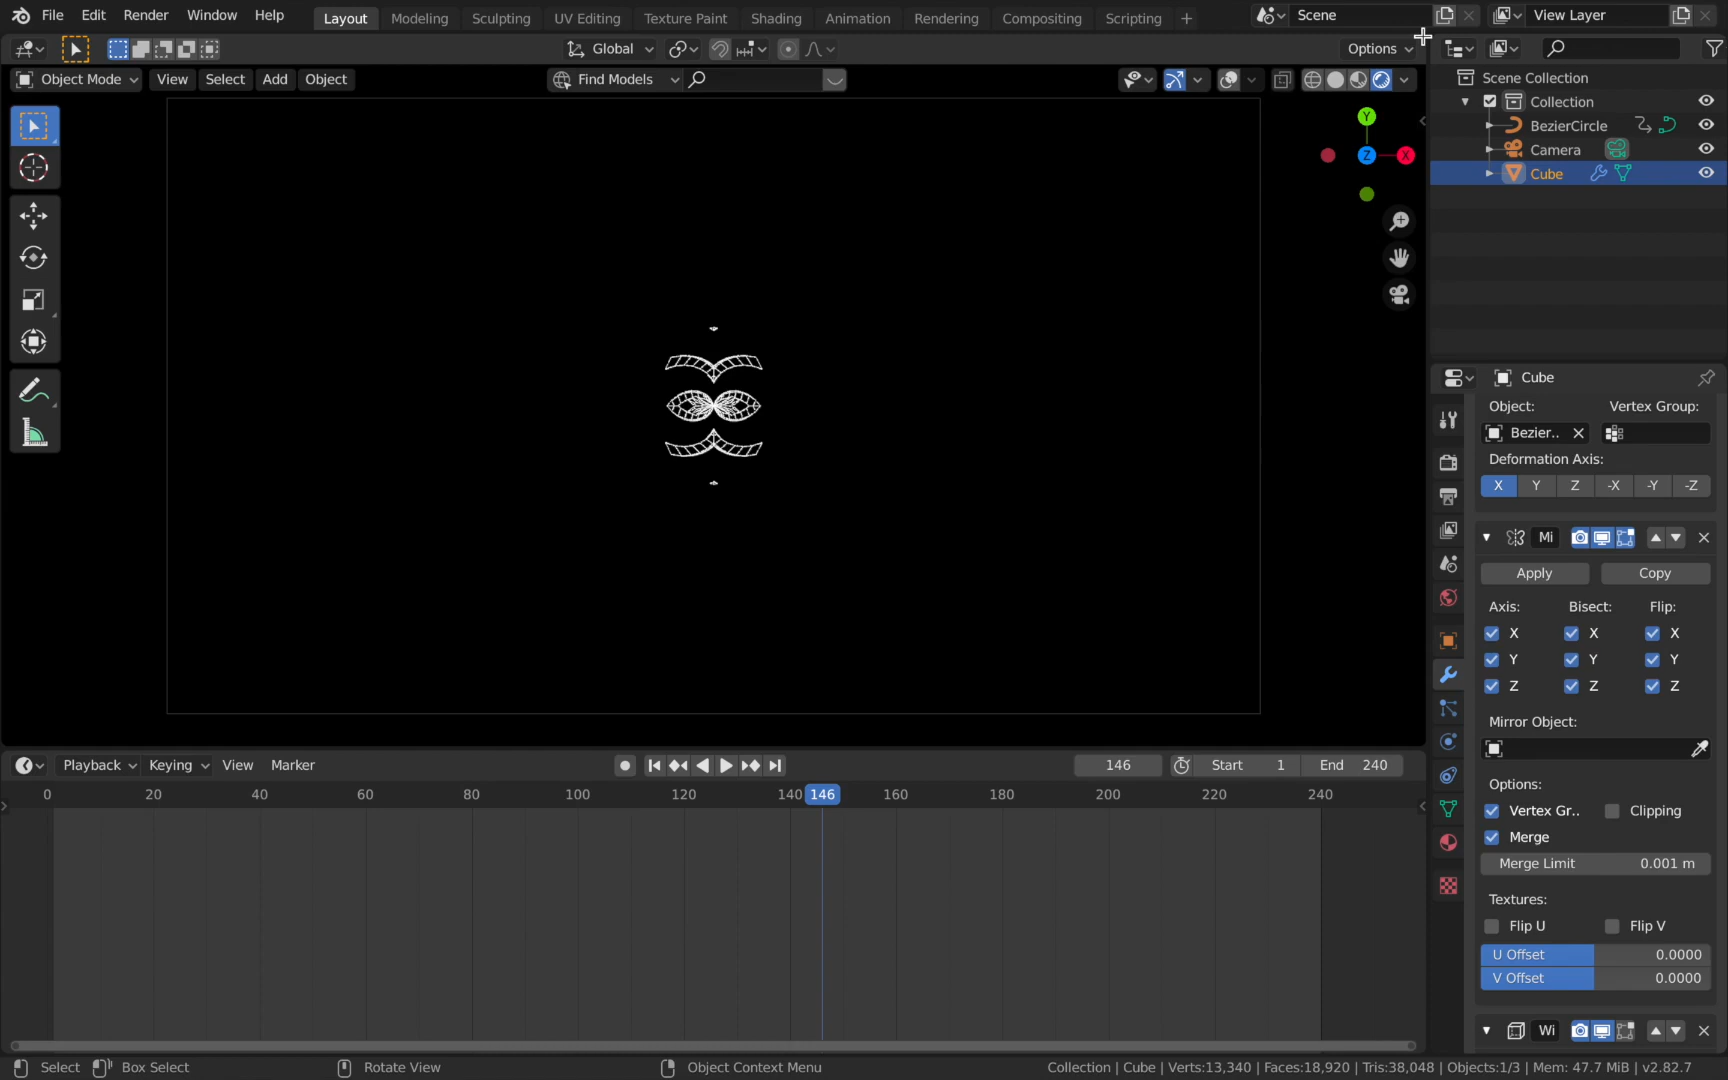 File Edit Render Window Help Layout Modeling Sculpting UV Editing Texture Paint Shading Animation Rendering Compositing Scripting + Scene View Layer
Global Options
Object Mode View Select Add Object Find Models
Scene Collection
Collection
BezierCircle
Camera
Cube
Y
Z X
Cube
Object: Vertex Group:
Bezier..
Deformation Axis:
X Y Z -X -Y -Z
Mi
Apply Copy
Axis: Bisect: Flip:
X X X
Y Y Y
Z Z Z
Mirror Object:
Options:
Vertex Gr.. Clipping
Merge
Merge Limit 0.001 m
Textures:
Flip U Flip V
U Offset 0.0000
V Offset 0.0000
Wi
Playback Keying View Marker 146 Start 1 End 240
0 20 40 60 80 100 120 140 146 160 180 200 220 240
Select Box Select Rotate View Object Context Menu Collection | Cube | Verts:13,340 | Faces:18,920 | Tris:38,048 | Objects:1/3 | Mem: 47.7 MiB | v2.82.7